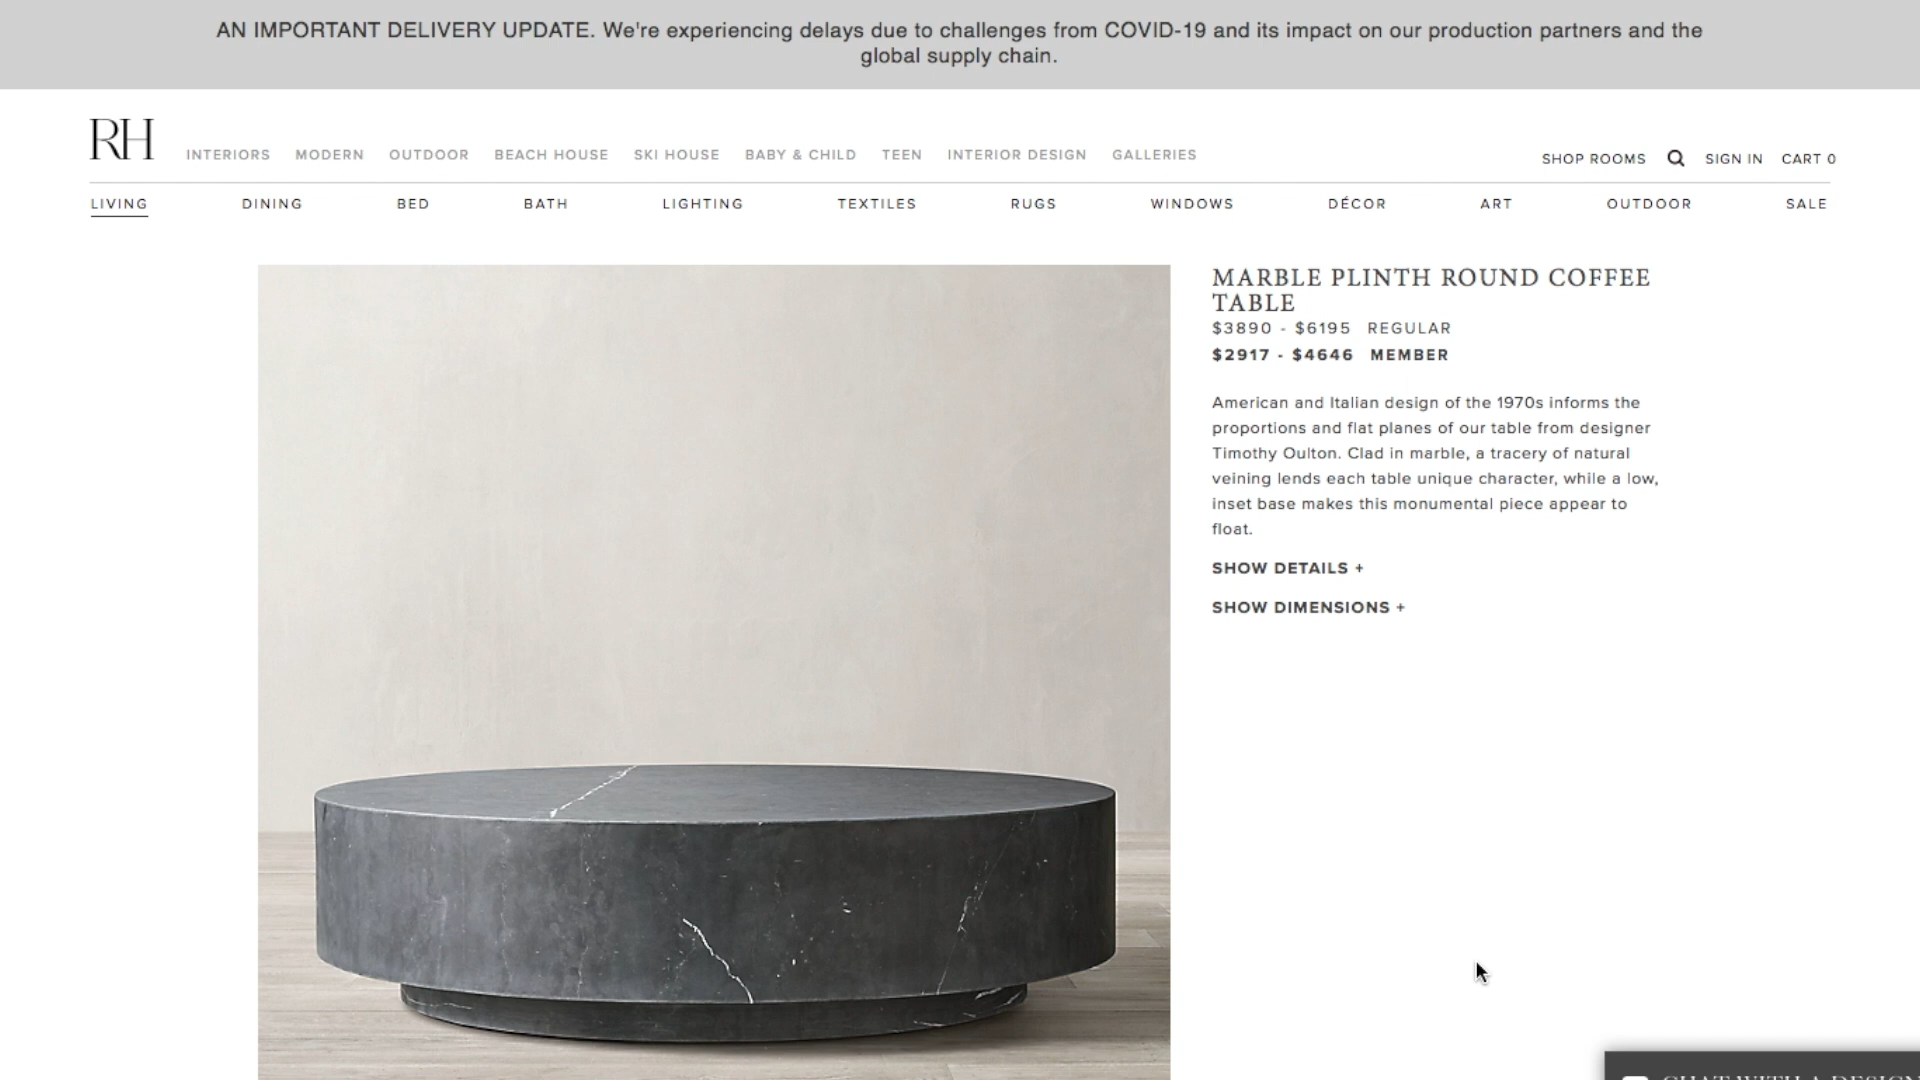 AN IMPORTANT DELIVERY UPDATE. We're experiencing delays due to challenges from COVID-19 and its impact on our production partners and the
global supply chain.
RH
INTERIORS MODERN OUTDOOR BEACH HOUSE SKI HOUSE BABY & CHILD TEEN INTERIOR DESIGN GALLERIES
SHOP ROOMS SIGN IN CART 0
LIVING DINING BED BATH LIGHTING TEXTILES RUGS WINDOWS DÉCOR ART OUTDOOR SALE
MARBLE PLINTH ROUND COFFEE
TABLE
$3890 - $6195 REGULAR
$2917 - $4646 MEMBER
American and Italian design of the 1970s informs the
proportions and flat planes of our table from designer
Timothy Oulton. Clad in marble, a tracery of natural
veining lends each table unique character, while a low,
inset base makes this monumental piece appear to
float.
SHOW DETAILS +
SHOW DIMENSIONS +
CHAT WITH A DESIGN